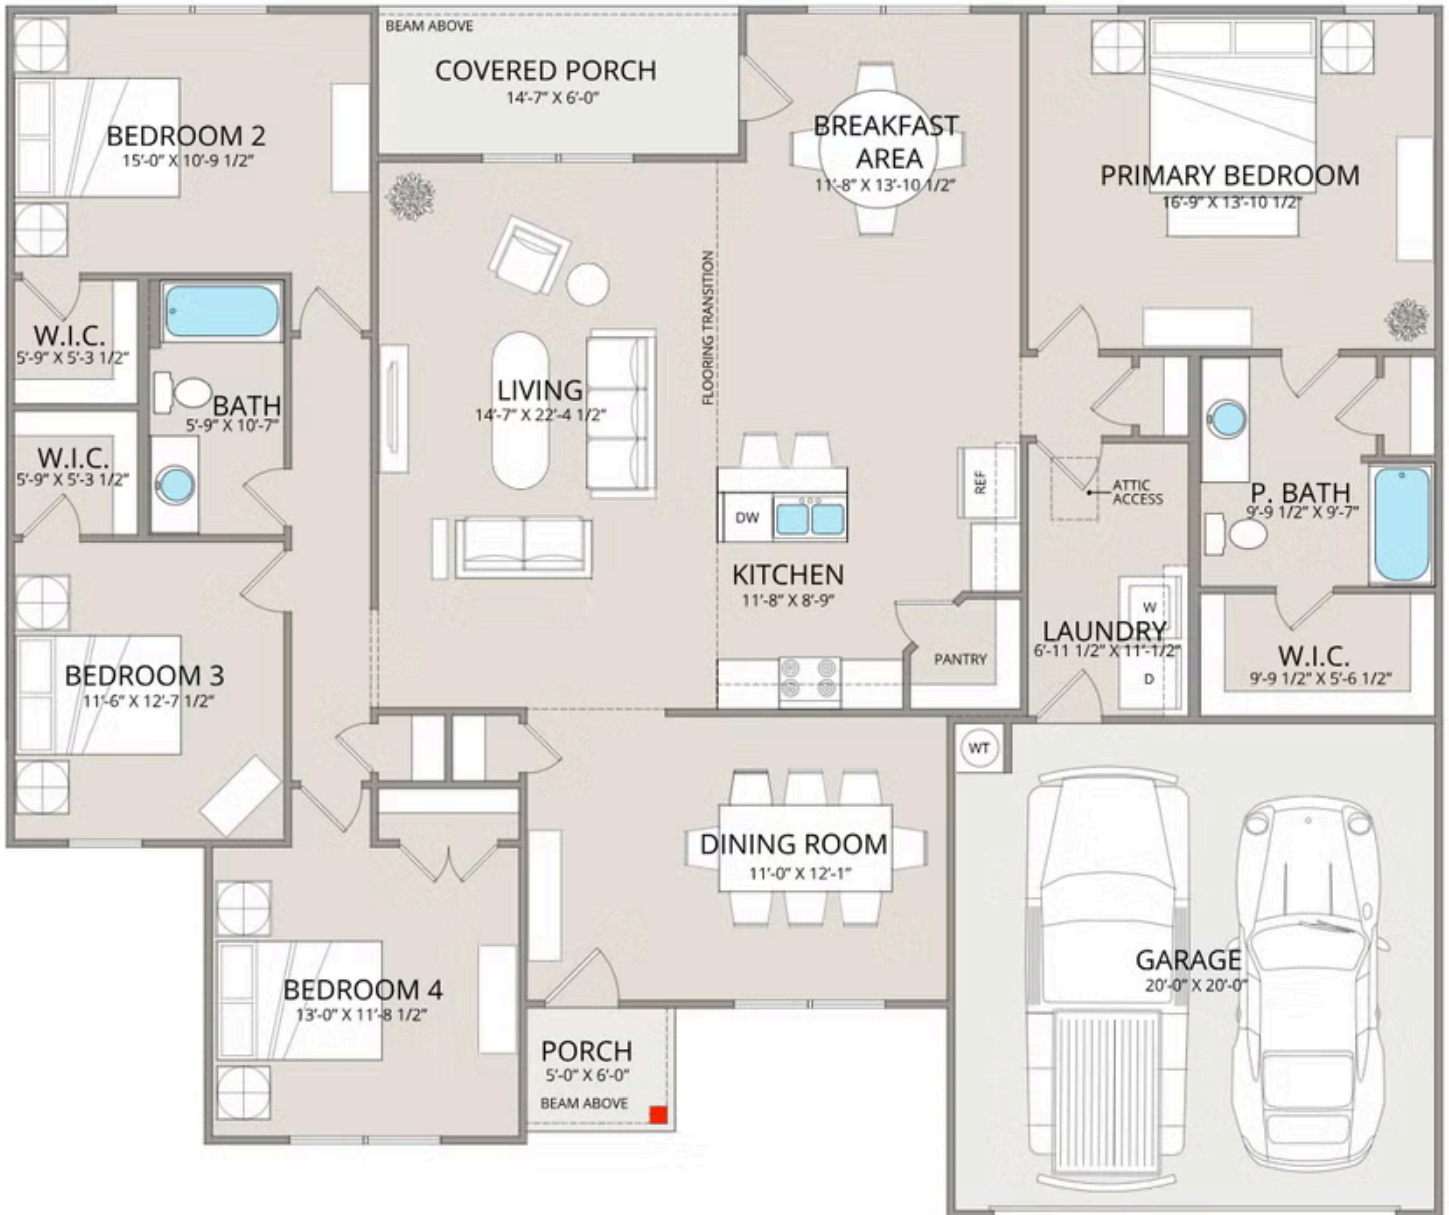 BEAM ABOVE
COVERED PORCH
14'-7" X 6'-0"
BEDROOM 2
15'-0" X 10'-9 1/2"
BREAKFAST
AREA
11'-8" X 13'-10 1/2"
PRIMARY BEDROOM
16'-9" X 13'-10 1/2"
FLOORING TRANSITION
W.I.C.
5'-9" X 5'-3 1/2"
BATH
5'-9" X 10'-7"
LIVING
14'-7" X 22'-4 1/2"
W.I.C.
5'-9" X 5'-3 1/2"
REF
ATTIC
ACCESS
P. BATH
9'-9 1/2" X 9'-7"
DW
KITCHEN
11'-8" X 8'-9"
W
LAUNDRY
6'-11 1/2" X 11'-1/2"
D
PANTRY
W.I.C.
9'-9 1/2" X 5'-6 1/2"
BEDROOM 3
11'-6" X 12'-7 1/2"
WT
DINING ROOM
11'-0" X 12'-1"
GARAGE
20'-0" X 20'-0"
BEDROOM 4
13'-0" X 11'-8 1/2"
PORCH
5'-0" X 6'-0"
BEAM ABOVE